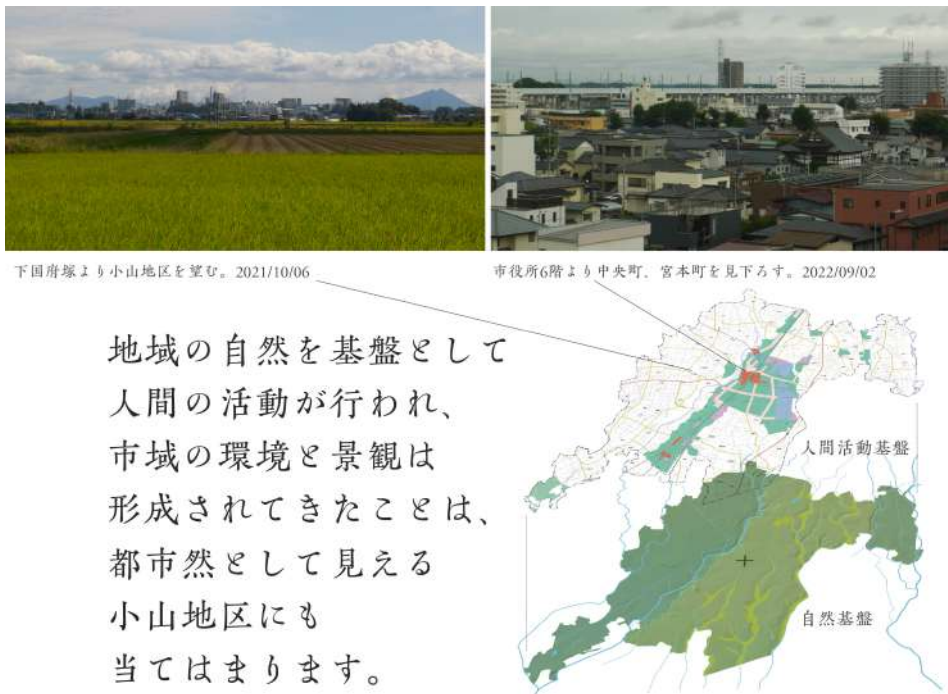 下国府塚より小山地区を望む。2021/10/06
市役所6階より中央町、宮本町を見下ろす。2022/09/02
地域の自然を基盤として
人間の活動が行われ、
市域の環境と景観は
形成されてきたことは、
都市然として見える
小山地区にも
当てはまります。
人間活動基盤
自然基盤